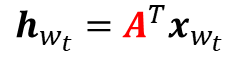 𝒉_{w_t} = 𝑨^T 𝒙_{w_t}